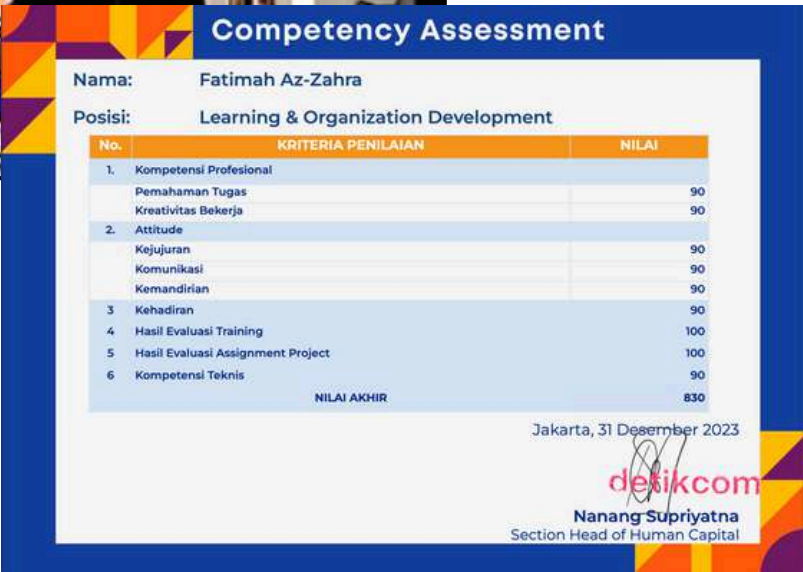 Competency Assessment
Nama: Fatimah Az-Zahra
Posisi: Learning & Organization Development
No. KRITERIA PENILAIAN NILAI
1. Kompetensi Profesional
Pemahaman Tugas 90
Kreativitas Bekerja 90
2. Attitude
Kejujuran 90
Komunikasi 90
Kemandirian 90
3 Kehadiran 90
4 Hasil Evaluasi Training 100
5 Hasil Evaluasi Assignment Project 100
6 Kompetensi Teknis 90
NILAI AKHIR 830
Jakarta, 31 Desember 2023
detikcom
Nanang Supriyatna
Section Head of Human Capital